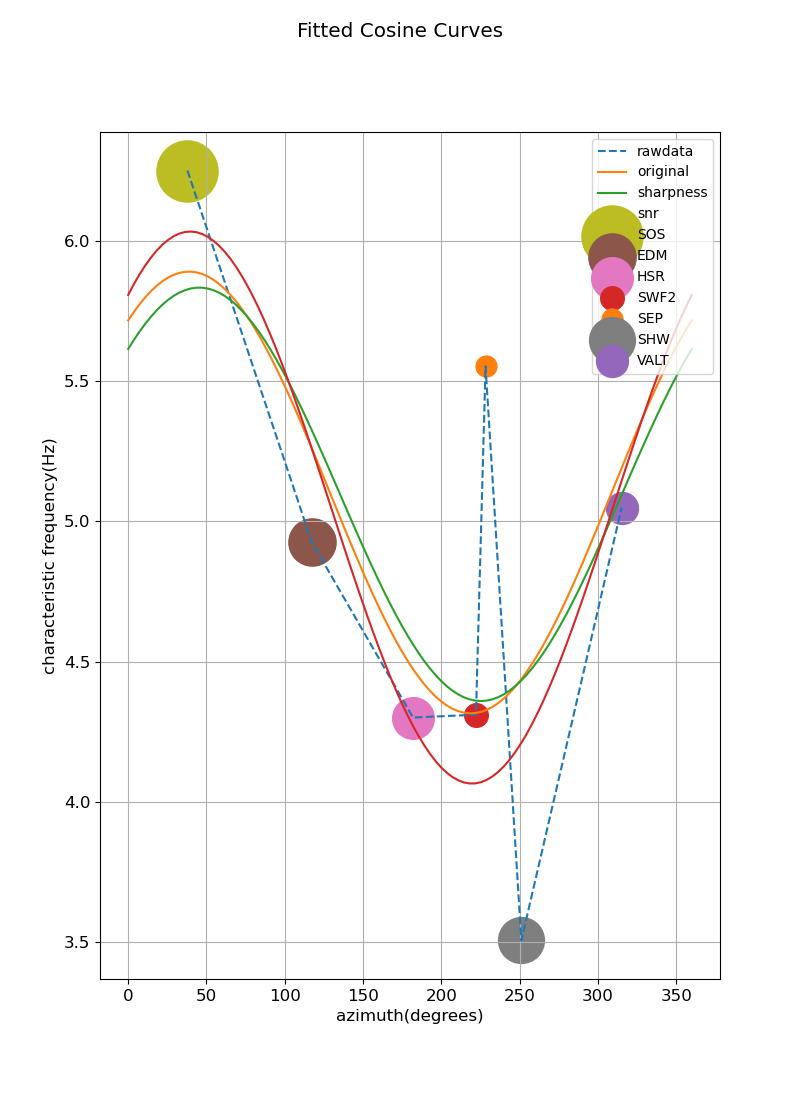 Fitted Cosine Curves
rawdata
original
sharpness
snr
SOS
EDM
HSR
SWF2
SEP
SHW
VALT
characteristic frequency(Hz)
6.0
5.5
5.0
4.5
4.0
3.5
0 50 100 150 200 250 300 350
azimuth(degrees)